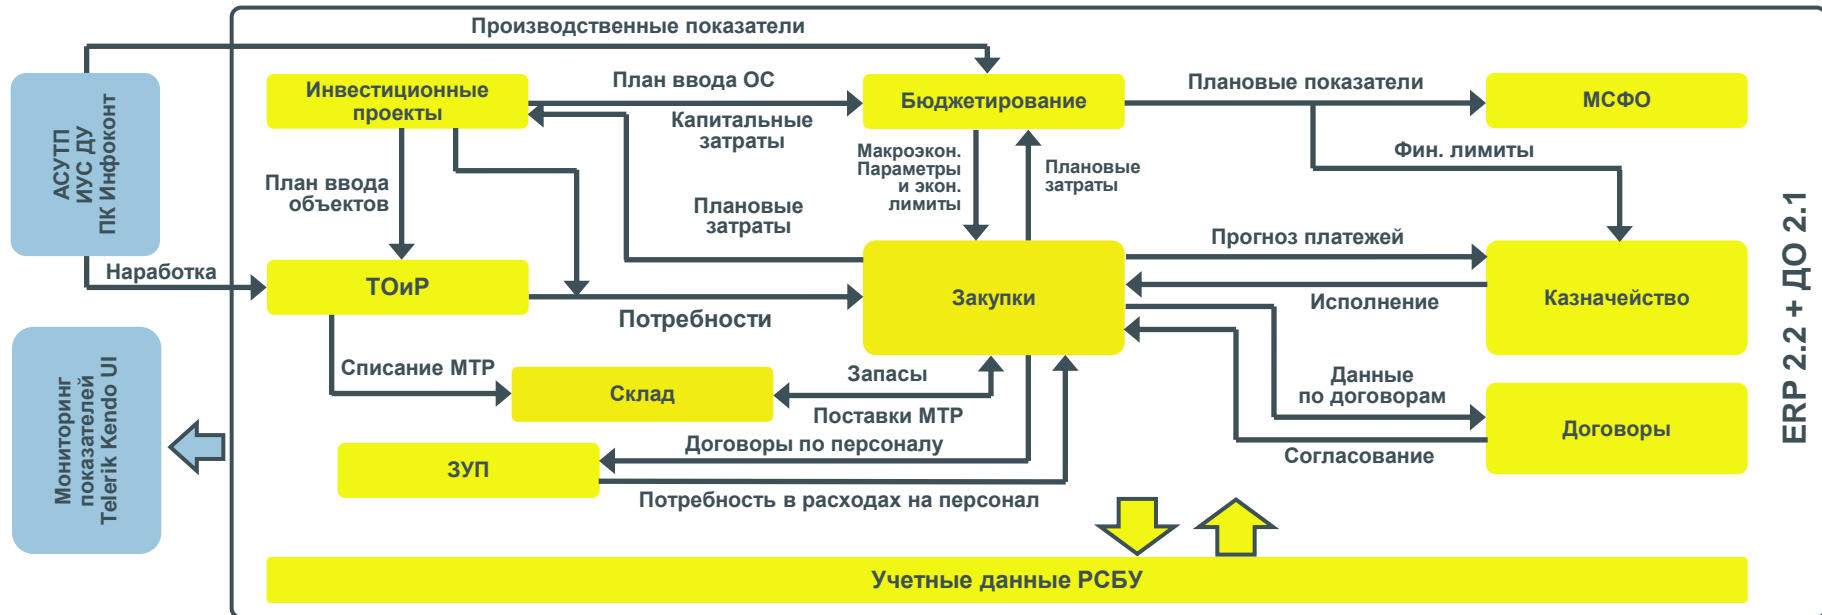 Производственные показатели
АСУТП
ИУС ДУ
ПК Инфоконт
Инвестиционные
проекты
План ввода ОС
Капитальные
затраты
Бюджетирование
Плановые показатели
МСФО
Фин. лимиты
План ввода
объектов
Плановые
затраты
Макроэкон.
Параметры
и экон.
лимиты
Плановые
затраты
Наработка
ТОиР
Потребности
Закупки
Прогноз платежей
Исполнение
Казначейство
ERP 2.2 + ДО 2.1
Мониторинг
показателей
Telerik Kendo UI
Списание МТР
Склад
Запасы
Поставки МТР
Данные
по договорам
Договоры
Согласование
ЗУП
Договоры по персоналу
Потребность в расходах на персонал
Учетные данные РСБУ